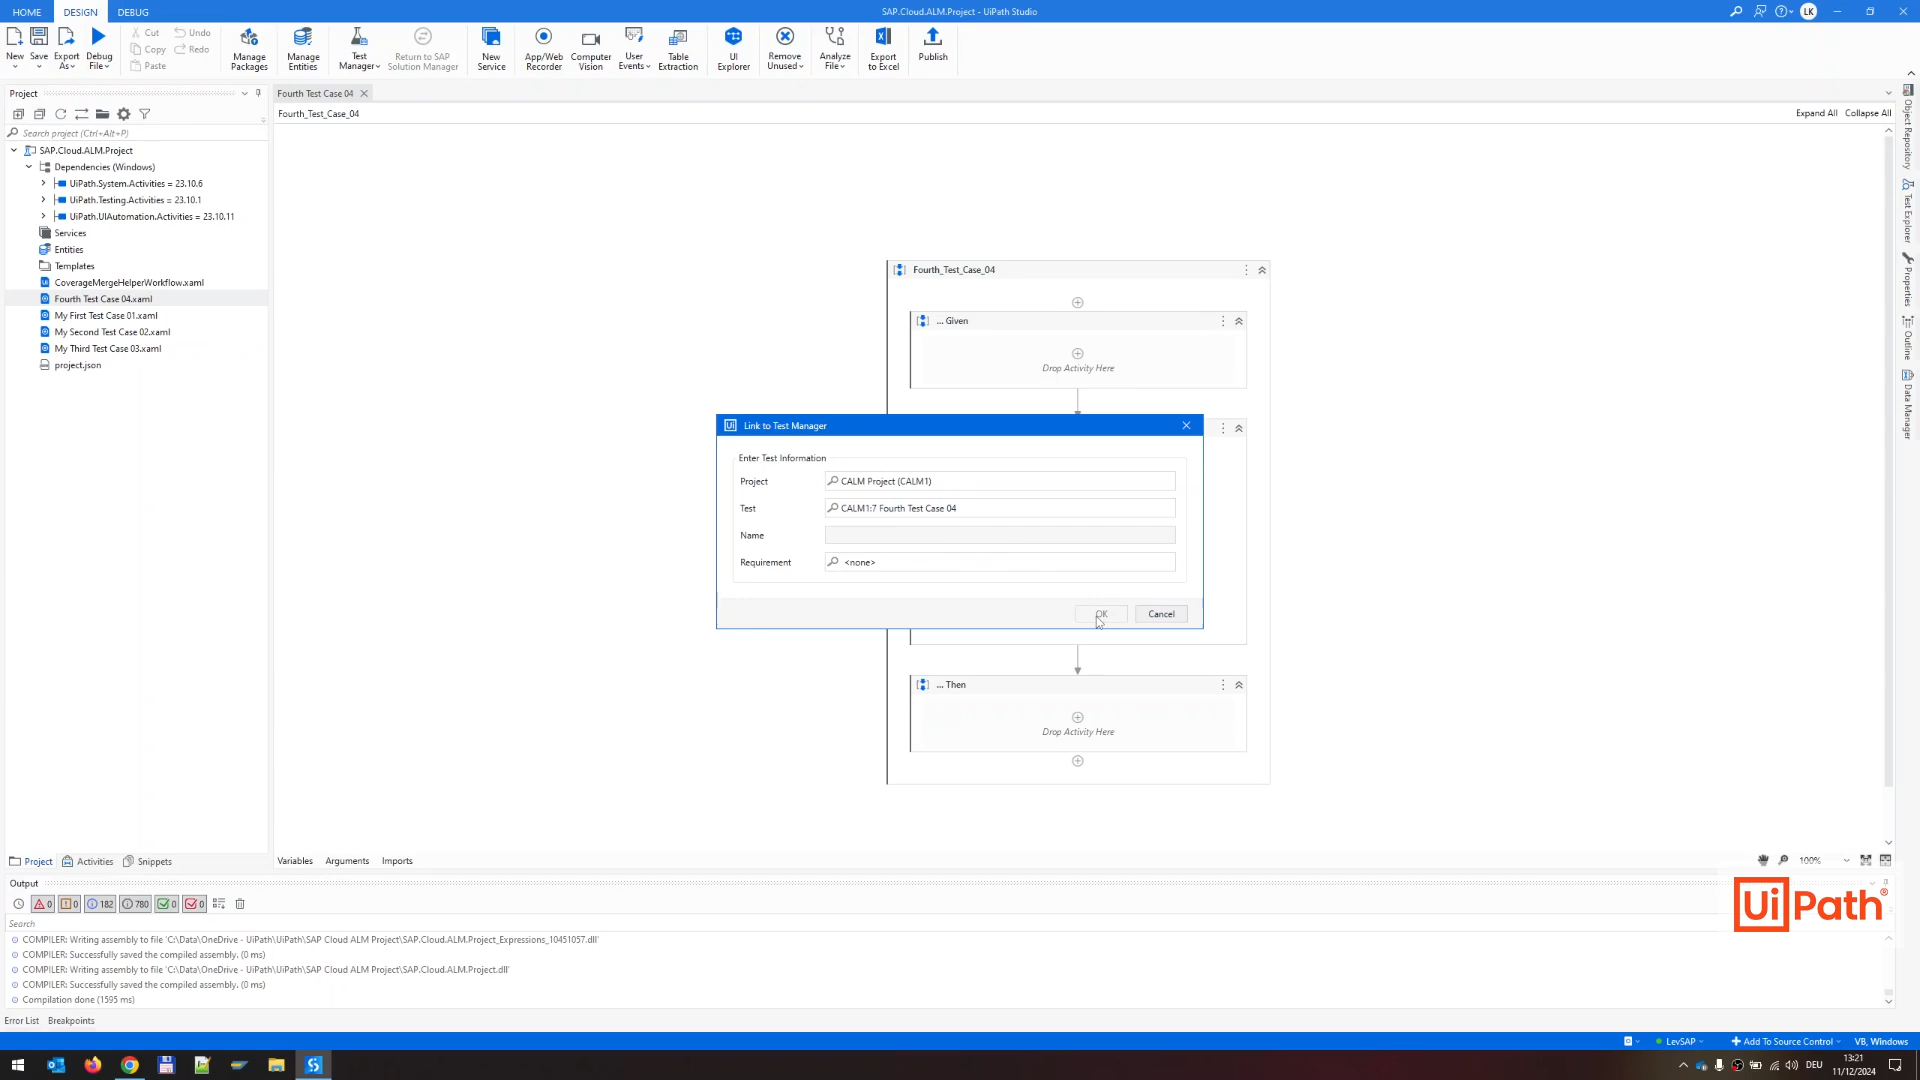 HOME DESIGN DEBUG SAP.Cloud.ALM.Project - UiPath Studio LK
New Save Export As Debug File Cut Copy Paste Undo Redo Manage Packages Manage Entities Test Manager Return to SAP Solution Manager New Service App/Web Recorder Computer Vision User Events Table Extraction UI Explorer Remove Unused Analyze File Export to Excel Publish
Project
Fourth Test Case 04
Fourth_Test_Case_04
Expand All Collapse All
Search project (Ctrl+Alt+P)
SAP.Cloud.ALM.Project
Dependencies (Windows)
UiPath.System.Activities = 23.10.6
UiPath.Testing.Activities = 23.10.1
UiPath.UIAutomation.Activities = 23.10.11
Services
Entities
Templates
CoverageMergeHelperWorkflow.xaml
Fourth Test Case 04.xaml
My First Test Case 01.xaml
My Second Test Case 02.xaml
My Third Test Case 03.xaml
project.json
Fourth_Test_Case_04
... Given
Drop Activity Here
Ui Link to Test Manager
Enter Test Information
Project CALM Project (CALM1)
Test CALM1:7 Fourth Test Case 04
Name
Requirement <none>
OK Cancel
... Then
Drop Activity Here
Object Repository
Test Explorer
Properties
Outline
Data Manager
Project Activities Snippets
Variables Arguments Imports
100%
Output
0 0 182 780 0 0
Search
COMPILER: Writing assembly to file 'C:\Data\OneDrive - UiPath\UiPath\SAP Cloud ALM Project\SAP.Cloud.ALM.Project_Expressions_10451057.dll'
COMPILER: Successfully saved the compiled assembly. (0 ms)
COMPILER: Writing assembly to file 'C:\Data\OneDrive - UiPath\UiPath\SAP Cloud ALM Project\SAP.Cloud.ALM.Project.dll'
COMPILER: Successfully saved the compiled assembly. (0 ms)
Compilation done (1595 ms)
UiPath®
Error List Breakpoints
LevSAP Add To Source Control VB, Windows
DEU
13:21
11/12/2024